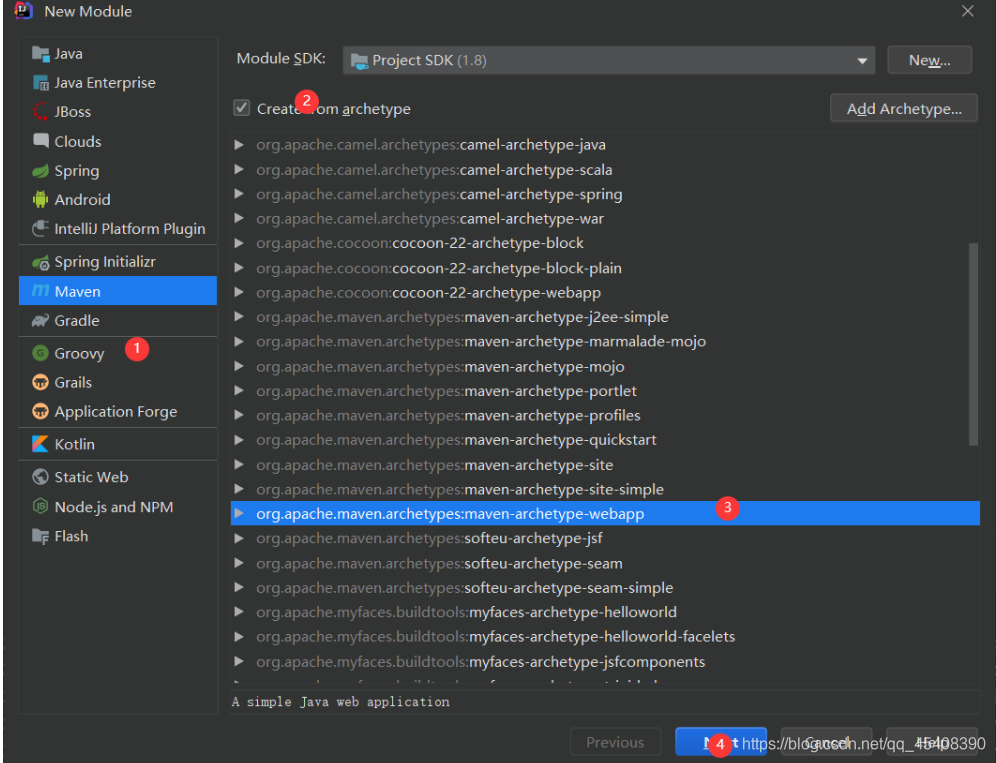 New Module
Java
Java Enterprise
JBoss
Clouds
Spring
Android
IntelliJ Platform Plugin
Spring Initializr
Maven
Gradle
Groovy
1
Grails
Application Forge
Kotlin
Static Web
Node.js and NPM
Flash
Module SDK:
Project SDK (1.8)
New...
2
Create from archetype
Add Archetype...
org.apache.camel.archetypes:camel-archetype-java
org.apache.camel.archetypes:camel-archetype-scala
org.apache.camel.archetypes:camel-archetype-spring
org.apache.camel.archetypes:camel-archetype-war
org.apache.cocoon:cocoon-22-archetype-block
org.apache.cocoon:cocoon-22-archetype-block-plain
org.apache.cocoon:cocoon-22-archetype-webapp
org.apache.maven.archetypes:maven-archetype-j2ee-simple
org.apache.maven.archetypes:maven-archetype-marmalade-mojo
org.apache.maven.archetypes:maven-archetype-mojo
org.apache.maven.archetypes:maven-archetype-portlet
org.apache.maven.archetypes:maven-archetype-profiles
org.apache.maven.archetypes:maven-archetype-quickstart
org.apache.maven.archetypes:maven-archetype-site
org.apache.maven.archetypes:maven-archetype-site-simple
org.apache.maven.archetypes:maven-archetype-webapp
3
org.apache.maven.archetypes:softeu-archetype-jsf
org.apache.maven.archetypes:softeu-archetype-seam
org.apache.maven.archetypes:softeu-archetype-seam-simple
org.apache.myfaces.buildtools:myfaces-archetype-helloworld
org.apache.myfaces.buildtools:myfaces-archetype-helloworld-facelets
org.apache.myfaces.buildtools:myfaces-archetype-jsfcomponents
A simple Java web application
Previous
Next
4
Cancel
Help
https://blog.csdn.net/qq_45408390